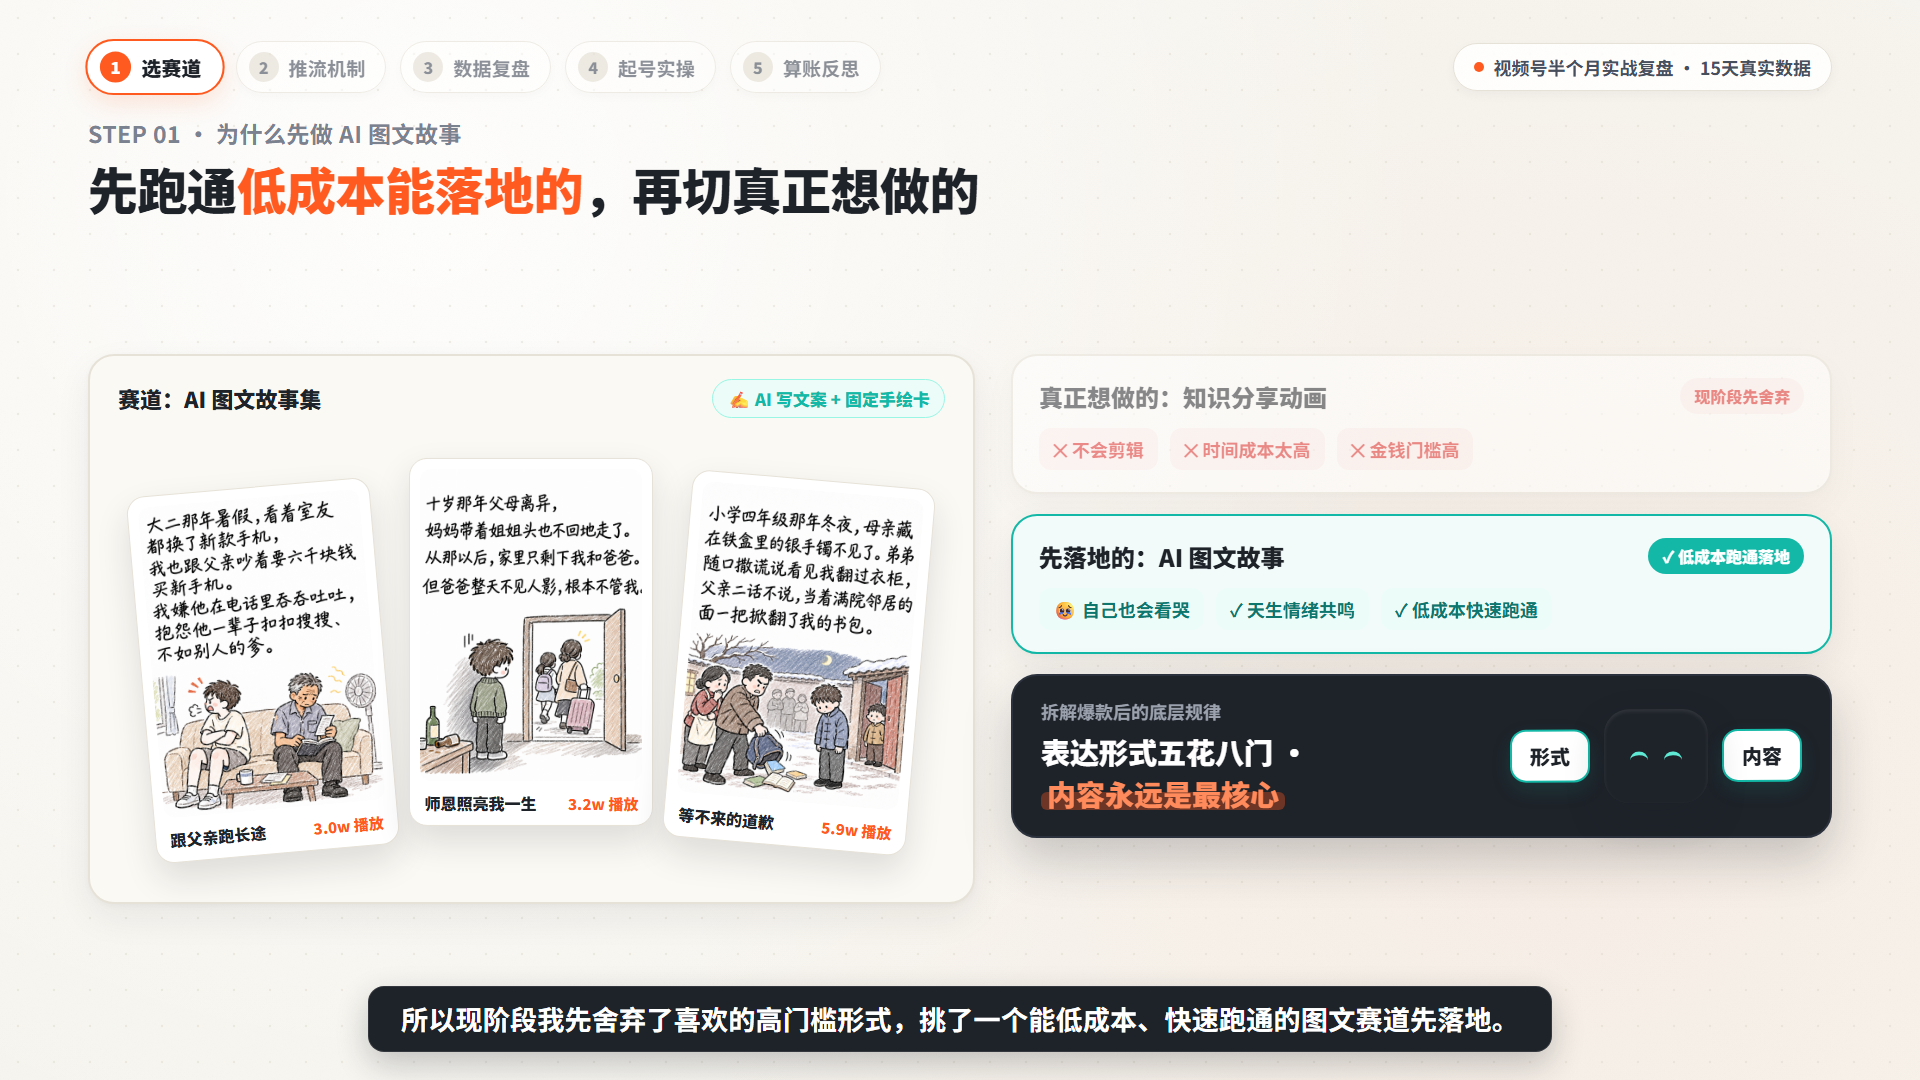 1 选赛道
2 推流机制
3 数据复盘
4 起号实操
5 算账反思
视频号半个月实战复盘 · 15天真实数据
STEP 01 · 为什么先做 AI 图文故事
先跑通低成本能落地的，再切真正想做的
赛道：AI 图文故事集
✍️ AI 写文案 + 固定手绘卡
大二那年暑假，看着室友
都换了新款手机，
我也跟父亲吵着要六千块钱
买新手机。
我嫌他在电话里吞吞吐吐，
抱怨他一辈子扣扣搜搜、
不如别人的爹。
跟父亲跑长途
3.0w 播放
十岁那年父母离异，
妈妈带着姐姐头也不回地走了。
从那以后，家里只剩下我和爸爸。
但爸爸整天不见人影，根本不管我。
师恩照亮我一生
3.2w 播放
小学四年级那年冬夜，母亲藏
在铁盒里的银手镯不见了。弟弟
随口撒谎说看见我翻过衣柜，
父亲二话不说，当着满院邻居的
面一把掀翻了我的书包。
等不来的道歉
5.9w 播放
真正想做的：知识分享动画
现阶段先舍弃
╳ 不会剪辑
╳ 时间成本太高
╳ 金钱门槛高
先落地的：AI 图文故事
✓ 低成本跑通落地
😭 自己也会看哭
✓ 天生情绪共鸣
✓ 低成本快速跑通
拆解爆款后的底层规律
表达形式五花八门 ·
内容永远是最核心
形式
内容
所以现阶段我先舍弃了喜欢的高门槛形式，挑了一个能低成本、快速跑通的图文赛道先落地。